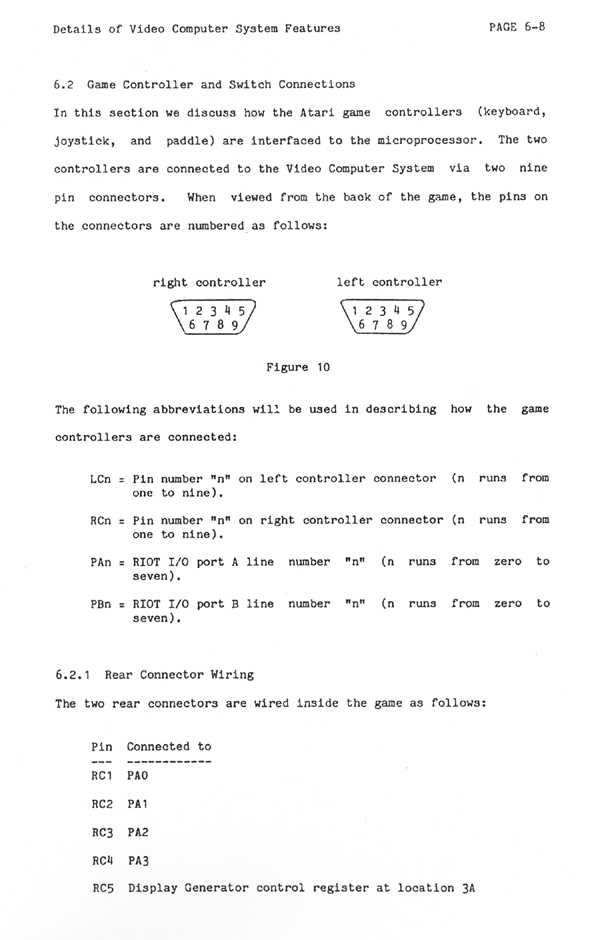 Details of Video Computer System Features PAGE 6-8
6.2 Game Controller and Switch Connections
In this section we discuss how the Atari game controllers (keyboard,
joystick, and paddle) are interfaced to the microprocessor. The two
controllers are connected to the Video Computer System via two nine
pin connectors. When viewed from the back of the game, the pins on
the connectors are numbered as follows:
right controller left controller
1 2 3 4 5 1 2 3 4 5
6 7 8 9 6 7 8 9
Figure 10
The following abbreviations will be used in describing how the game
controllers are connected:
LCn = Pin number "n" on left controller connector (n runs from
one to nine).
RCn = Pin number "n" on right controller connector (n runs from
one to nine).
PAn = RIOT I/O port A line number "n" (n runs from zero to
seven).
PBn = RIOT I/O port B line number "n" (n runs from zero to
seven).
6.2.1 Rear Connector Wiring
The two rear connectors are wired inside the game as follows:
Pin Connected to
--- ------------
RC1 PA0
RC2 PA1
RC3 PA2
RC4 PA3
RC5 Display Generator control register at location 3A